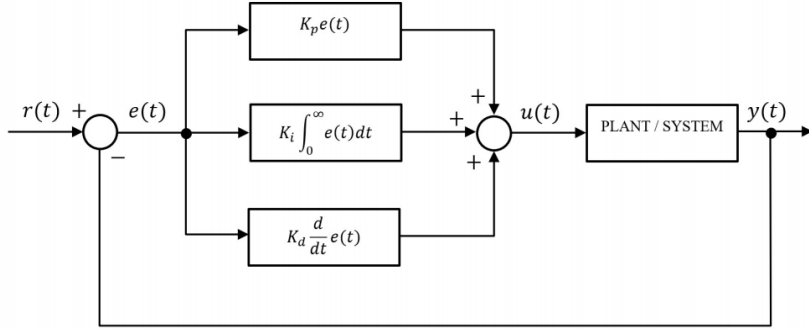 K_p e(t)
r(t) + e(t)
−
K_i ∫_0^∞ e(t)dt
+
+
+
u(t)
PLANT / SYSTEM
y(t)
K_d d/dt e(t)